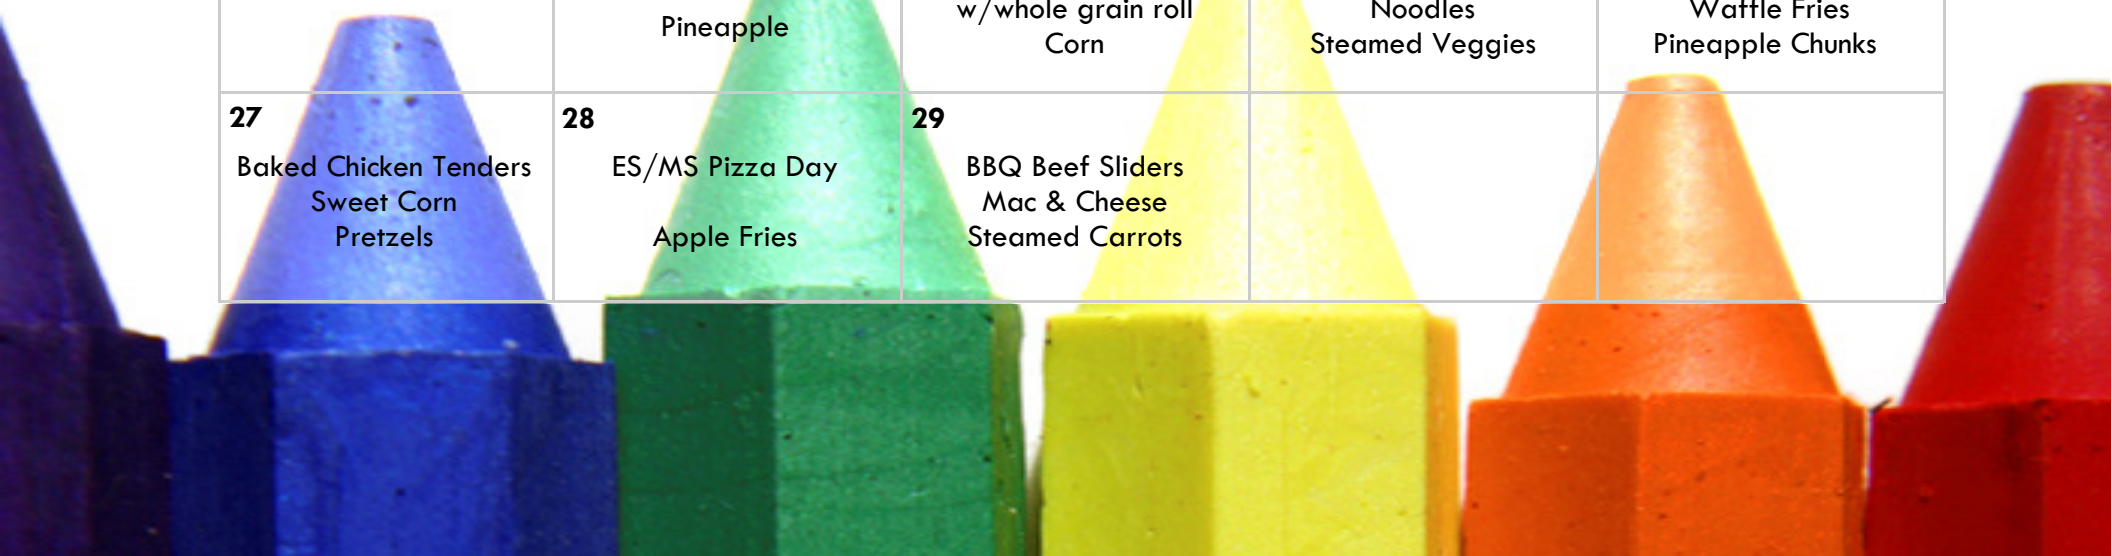 Pineapple
w/whole grain roll
Corn
Noodles
Steamed Veggies
Waffle Fries
Pineapple Chunks
27
Baked Chicken Tenders
Sweet Corn
Pretzels
28
ES/MS Pizza Day
Apple Fries
29
BBQ Beef Sliders
Mac & Cheese
Steamed Carrots